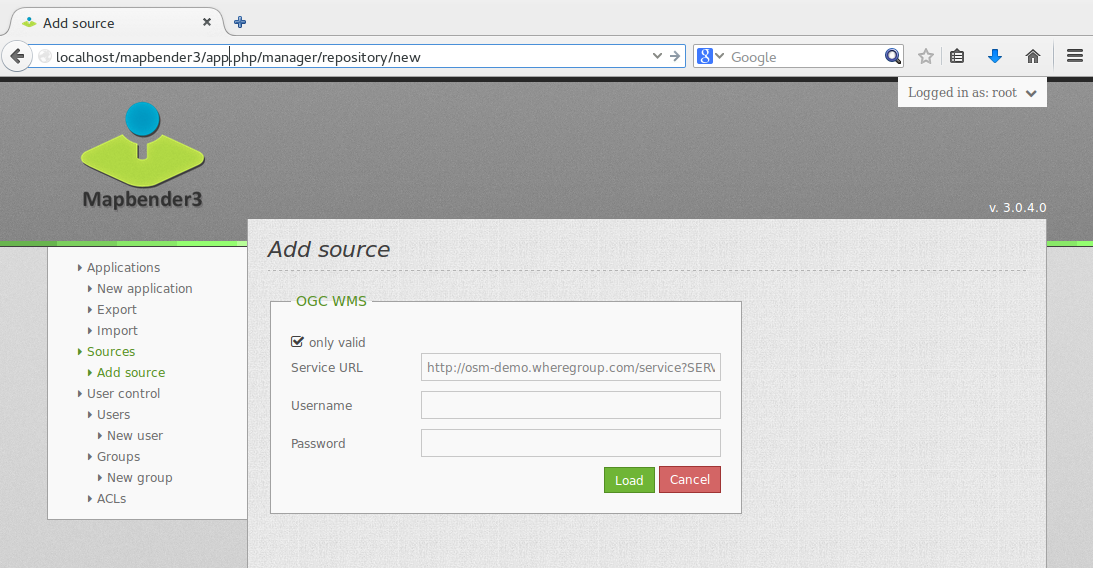 Add source
localhost/mapbender3/app.php/manager/repository/new
Google
Logged in as: root
Mapbender3
v. 3.0.4.0
Add source
Applications
New application
Export
Import
Sources
Add source
User control
Users
New user
Groups
New group
ACLs
OGC WMS
only valid
Service URL http://osm-demo.wheregroup.com/service?SERV
Username
Password
Load Cancel